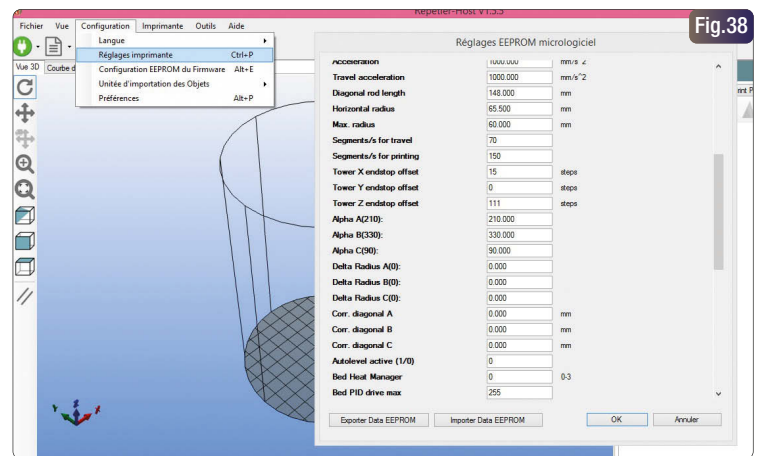 Repetier-Host V1.5.5
Fig.38
Fichier Vue Configuration Imprimante Outils Aide
Langue
Réglages imprimante Ctrl+P
Configuration EEPROM du Firmware Alt+E
Unitée d'importation des Objets
Préférences Alt+P
Vue 3D Courbe d
Réglages EEPROM micrologiciel
Acceleration 1000.000 mm/s^2
Travel acceleration 1000.000 mm/s^2
Diagonal rod length 148.000 mm
Horizontal radius 65.500 mm
Max. radius 60.000 mm
Segments/s for travel 70
Segments/s for printing 150
Tower X endstop offset 15 steps
Tower Y endstop offset 0 steps
Tower Z endstop offset 111 steps
Alpha A(210): 210.000
Alpha B(330): 330.000
Alpha C(90): 90.000
Delta Radius A(0): 0.000
Delta Radius B(0): 0.000
Delta Radius C(0): 0.000
Corr. diagonal A 0.000 mm
Corr. diagonal B 0.000 mm
Corr. diagonal C 0.000 mm
Autolevel active (1/0) 0
Bed Heat Manager 0 0-3
Bed PID drive max 255
Exporter Data EEPROM Importer Data EEPROM OK Annuler
rint P
Y Z X